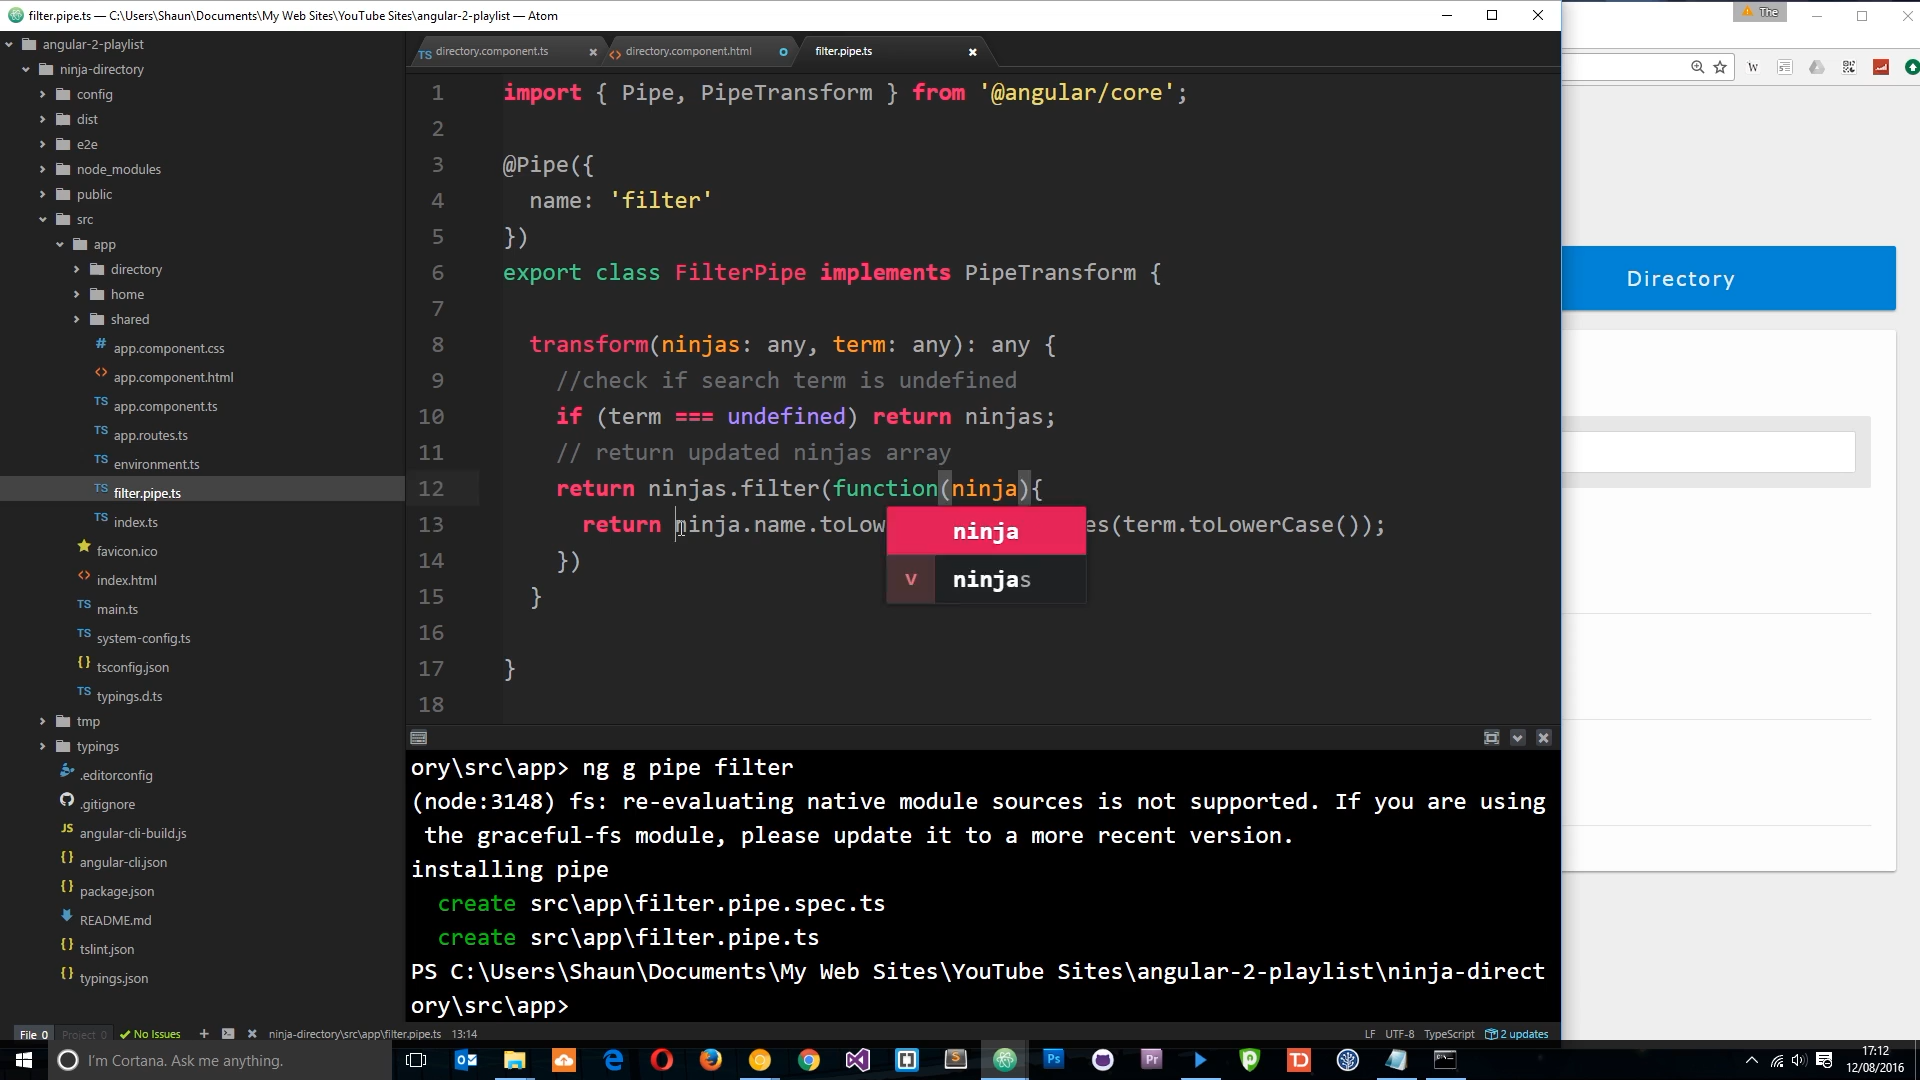 filter.pipe.ts — C:\Users\Shaun\Documents\My Web Sites\YouTube Sites\angular-2-playlist — Atom
The
angular-2-playlist
ninja-directory
config
dist
e2e
node_modules
public
src
app
directory
home
shared
# app.component.css
<> app.component.html
TS app.component.ts
TS app.routes.ts
TS environment.ts
TS filter.pipe.ts
TS index.ts
favicon.ico
<> index.html
TS main.ts
TS system-config.ts
{} tsconfig.json
TS typings.d.ts
tmp
typings
.editorconfig
.gitignore
JS angular-cli-build.js
{} angular-cli.json
{} package.json
README.md
{} tslint.json
{} typings.json
TS directory.component.ts
<> directory.component.html
filter.pipe.ts
1 import { Pipe, PipeTransform } from '@angular/core';
2
3 @Pipe({
4 name: 'filter'
5 })
6 export class FilterPipe implements PipeTransform {
7
8 transform(ninjas: any, term: any): any {
9 //check if search term is undefined
10 if (term === undefined) return ninjas;
11 // return updated ninjas array
12 return ninjas.filter(function(ninja){
13 return ninja.name.toLow es(term.toLowerCase());
14 })
15 }
16
17 }
18
ninja
v ninjas
ory\src\app> ng g pipe filter
(node:3148) fs: re-evaluating native module sources is not supported. If you are using
the graceful-fs module, please update it to a more recent version.
installing pipe
create src\app\filter.pipe.spec.ts
create src\app\filter.pipe.ts
PS C:\Users\Shaun\Documents\My Web Sites\YouTube Sites\angular-2-playlist\ninja-direct
ory\src\app>
Directory
File 0 Project 0 No Issues ninja-directory\src\app\filter.pipe.ts 13:14
LF UTF-8 TypeScript 2 updates
I'm Cortana. Ask me anything.
17:12
12/08/2016